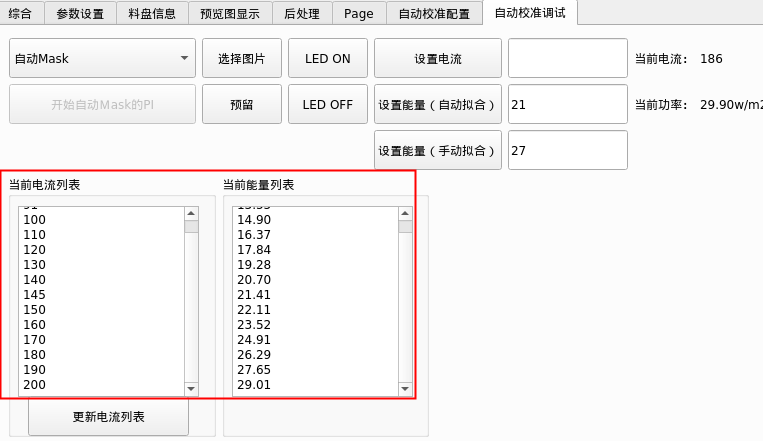 综合 参数设置 料盘信息 预览图显示 后处理 Page 自动校准配置 自动校准调试
自动Mask 选择图片 LED ON 设置电流 当前电流: 186
开始自动Mask的PI 预留 LED OFF 设置能量（自动拟合） 21 当前功率: 29.90w/m2
设置能量（手动拟合） 27
当前电流列表 当前能量列表
100 14.90
110 16.37
120 17.84
130 19.28
140 20.70
145 21.41
150 22.11
160 23.52
170 24.91
180 26.29
190 27.65
200 29.01
更新电流列表